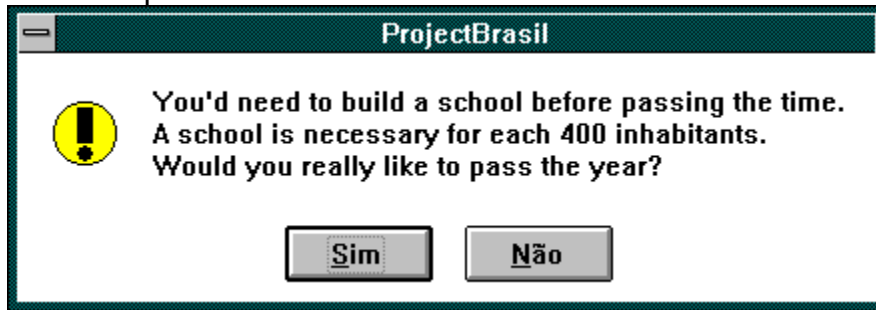 ProjectBrasil
You'd need to build a school before passing the time.
A school is necessary for each 400 inhabitants.
Would you really like to pass the year?
Sim
Não